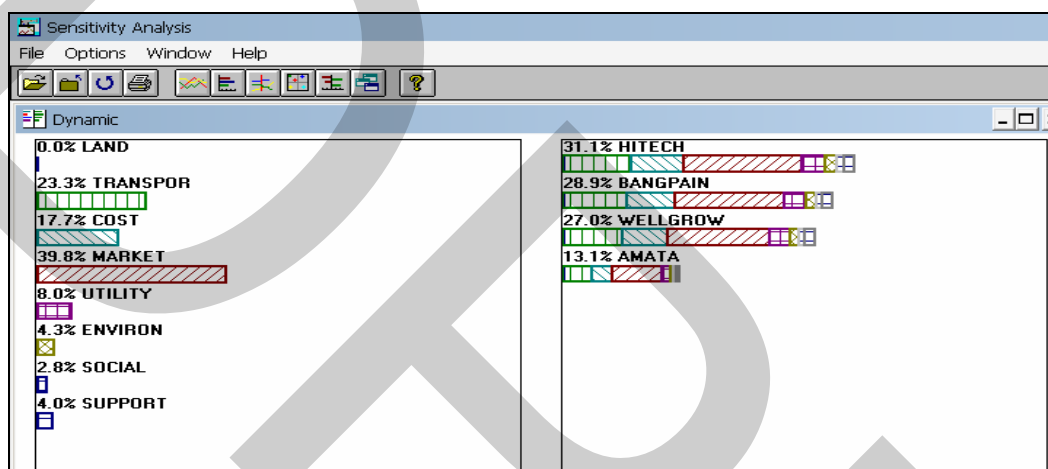 Sensitivity Analysis
File Options Window Help
?
Dynamic
0.0% LAND
23.3% TRANSPOR
17.7% COST
39.8% MARKET
8.0% UTILITY
4.3% ENVIRON
2.8% SOCIAL
4.0% SUPPORT
31.1% HITECH
28.9% BANGPAIN
27.0% WELLGROW
13.1% AMATA